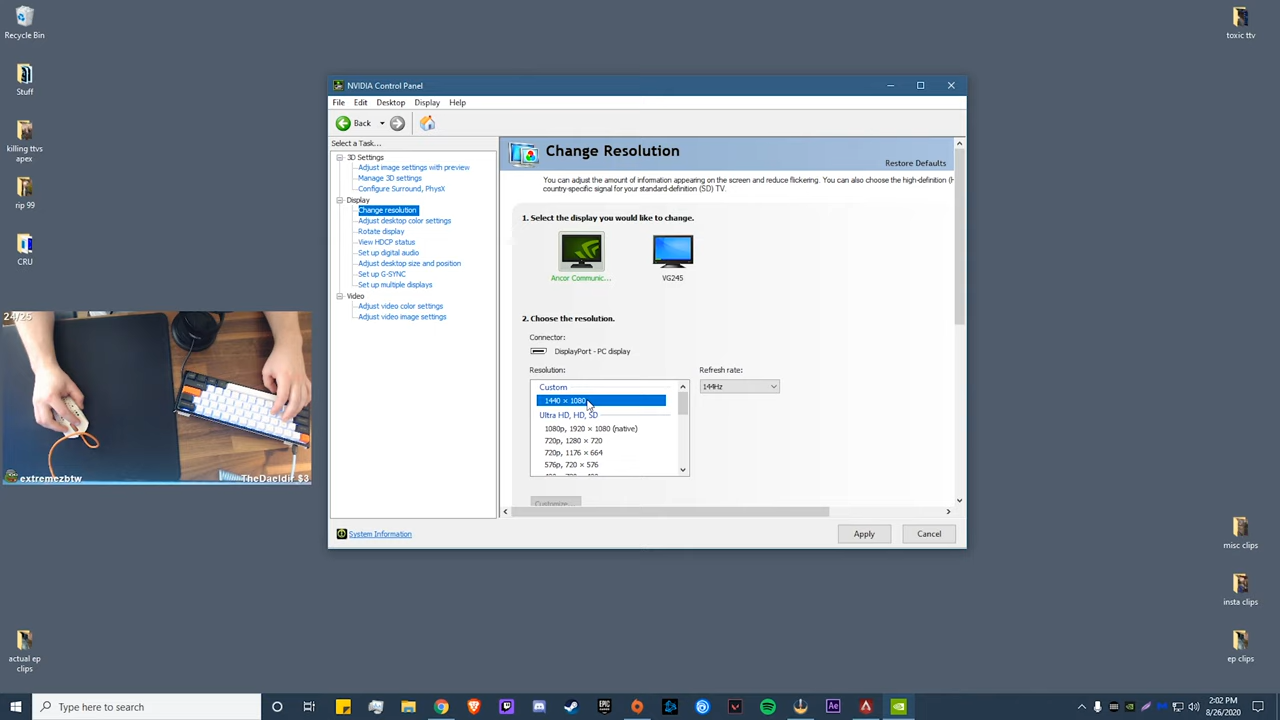 Recycle Bin
Stuff
killing ttvs
apex
rip 99
CRU
actual ep
clips
toxic ttv
misc clips
insta clips
ep clips
NVIDIA Control Panel
File Edit Desktop Display Help
Back
Select a Task...
3D Settings
Adjust image settings with preview
Manage 3D settings
Configure Surround, PhysX
Display
Change resolution
Adjust desktop color settings
Rotate display
View HDCP status
Set up digital audio
Adjust desktop size and position
Set up G-SYNC
Set up multiple displays
Video
Adjust video color settings
Adjust video image settings
System Information
Change Resolution
Restore Defaults
You can adjust the amount of information appearing on the screen and reduce flickering. You can also choose the high-definition (H
country-specific signal for your standard-definition (SD) TV.
1. Select the display you would like to change.
Ancor Communic...
VG245
2. Choose the resolution.
Connector:
DisplayPort - PC display
Resolution:
Refresh rate:
Custom
1440 × 1080
144Hz
Ultra HD, HD, SD
1080p, 1920 × 1080 (native)
720p, 1280 × 720
720p, 1176 × 664
576p, 720 × 576
Customize...
Apply
Cancel
24/25
extremezbtw
TheDaeldir $3
Type here to search
EPIC
Ae
2:02 PM
8/26/2020